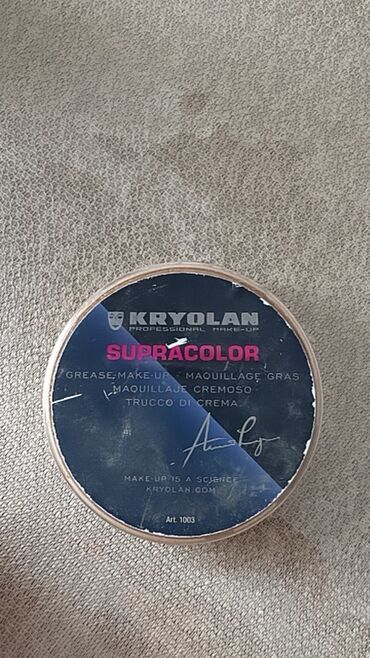 KRYOLAN
PROFESSIONAL MAKE-UP
SUPRACOLOR
GREASE MAKE-UP - MAQUILLAGE GRAS
MAQUILLAJE CREMOSO
TRUCCO DI CREMA
MAKE-UP IS A SCIENCE
KRYOLAN.COM
Art. 1003